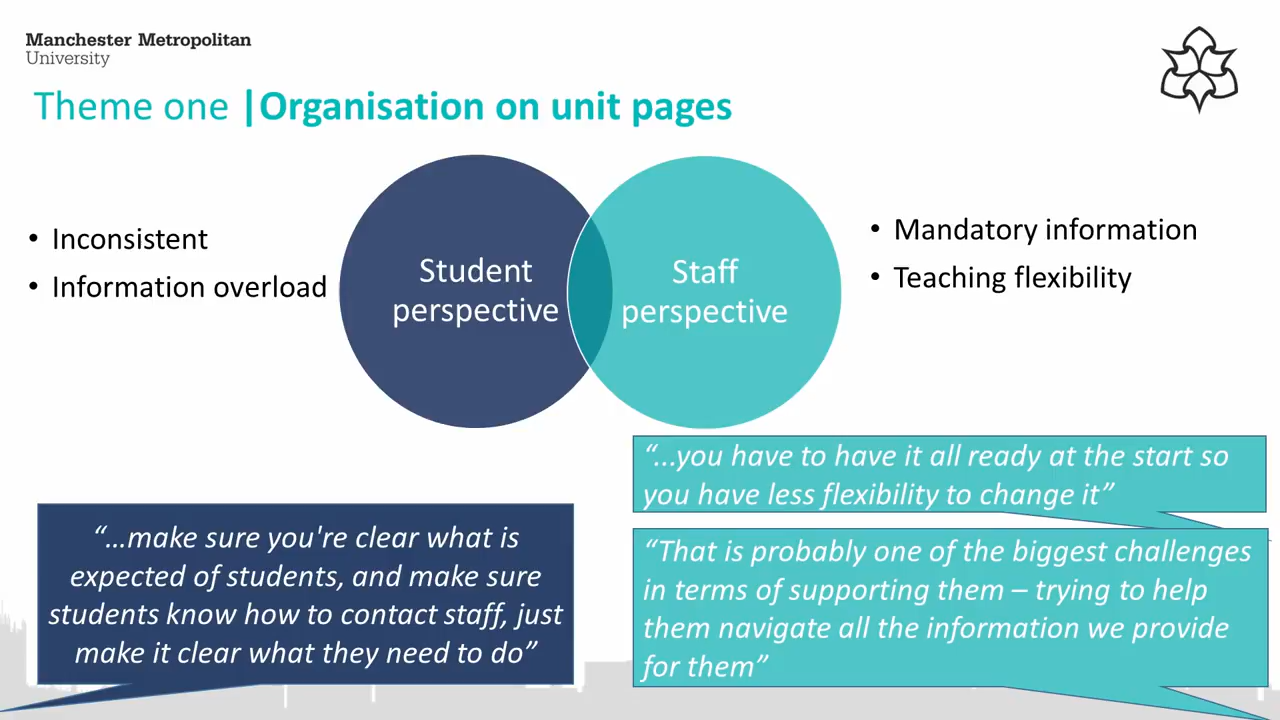 Manchester Metropolitan
University
Theme one |Organisation on unit pages
• Inconsistent
• Information overload
Student
perspective
Staff
perspective
• Mandatory information
• Teaching flexibility
“…you have to have it all ready at the start so
you have less flexibility to change it”
“…make sure you're clear what is
expected of students, and make sure
students know how to contact staff, just
make it clear what they need to do”
“That is probably one of the biggest challenges
in terms of supporting them – trying to help
them navigate all the information we provide
for them”